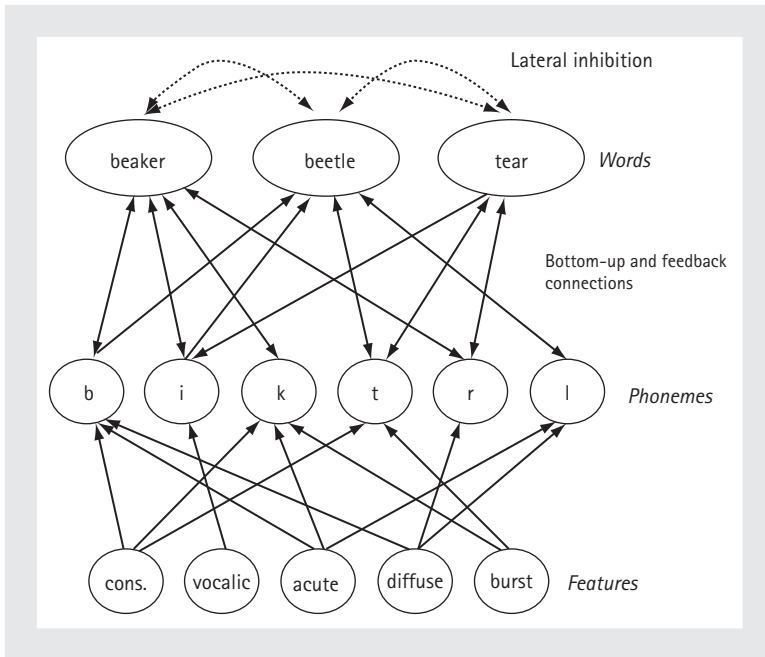 Lateral inhibition
beaker beetle tear Words
Bottom-up and feedback
connections
b i k t r l Phonemes
cons. vocalic acute diffuse burst Features